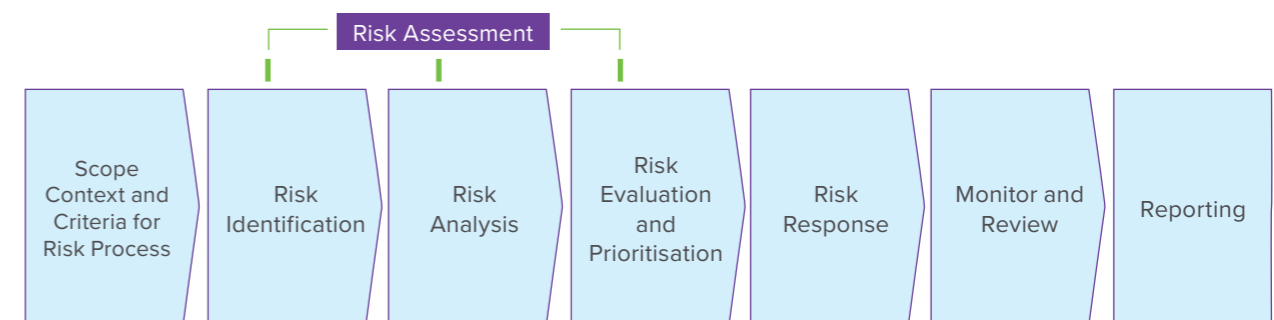 Risk Assessment
Scope
Context and
Criteria for
Risk Process
Risk
Identification
Risk
Analysis
Risk
Evaluation
and
Prioritisation
Risk
Response
Monitor and
Review
Reporting